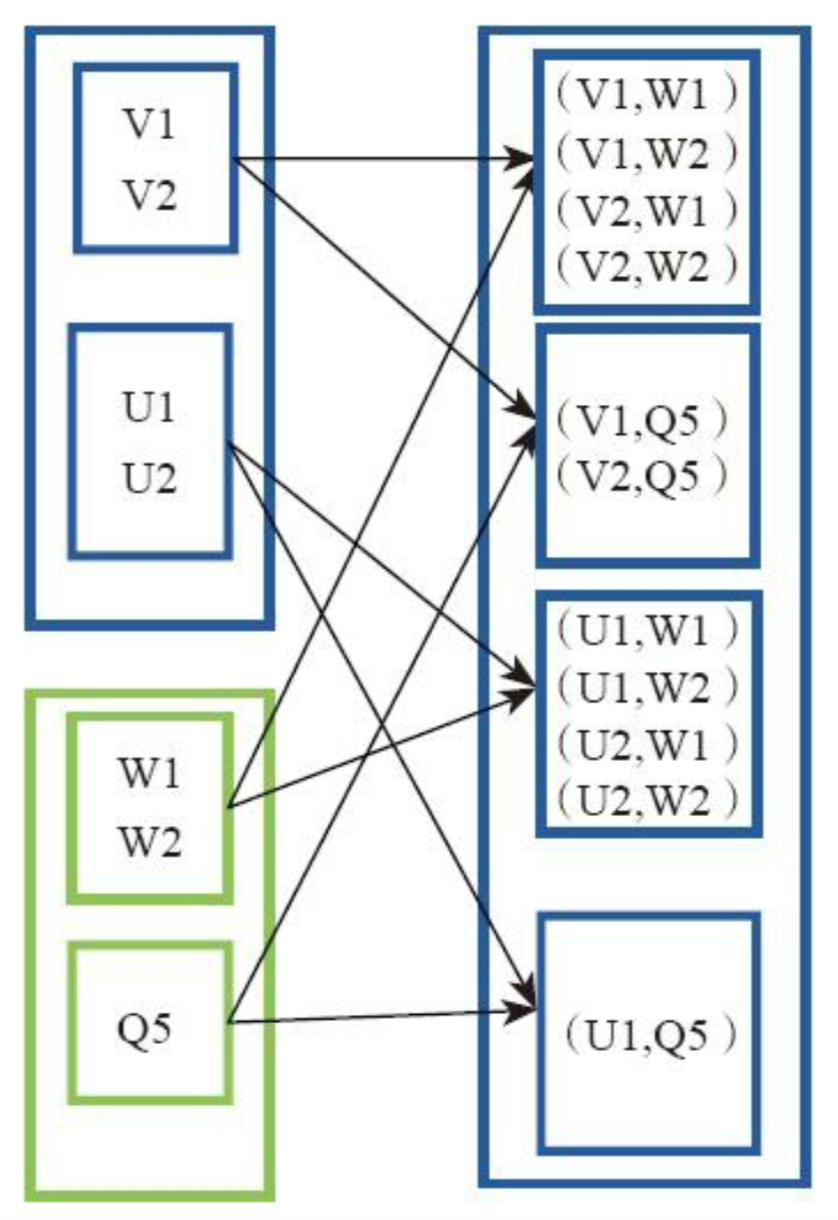 V1
V2
U1
U2
W1
W2
Q5
(V1,W1)
(V1,W2)
(V2,W1)
(V2,W2)
(V1,Q5)
(V2,Q5)
(U1,W1)
(U1,W2)
(U2,W1)
(U2,W2)
(U1,Q5)